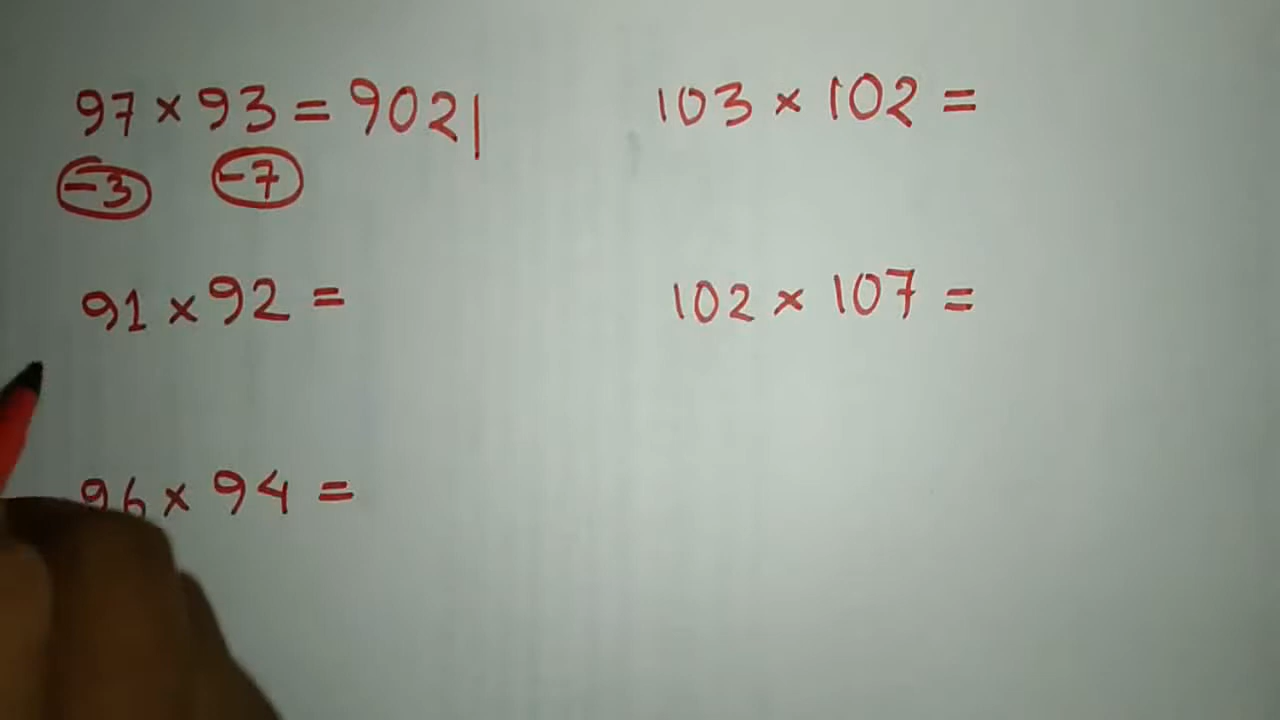 97 × 93 = 9021
-3 -7
91 × 92 =
96 × 94 =
103 × 102 =
102 × 107 =